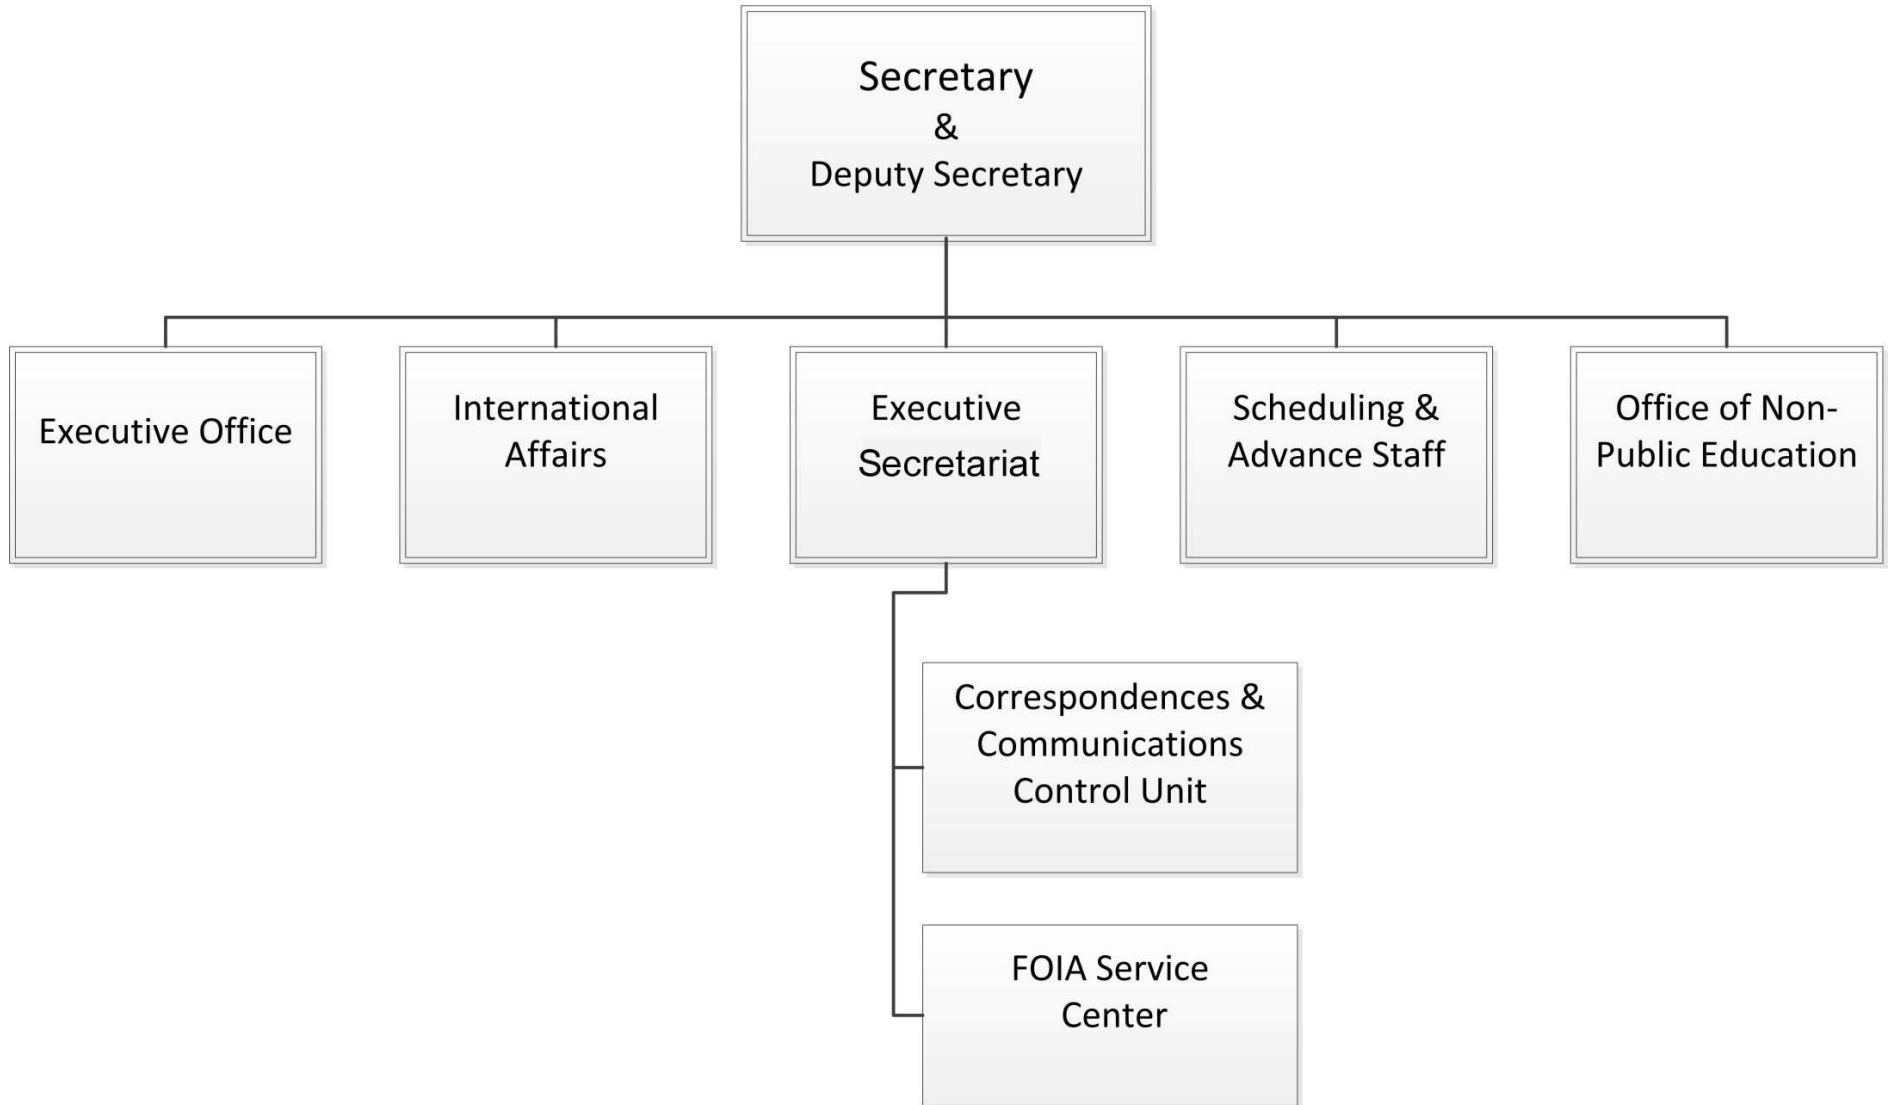 Secretary
&
Deputy Secretary
Executive Office
International
Affairs
Executive
Secretariat
Scheduling &
Advance Staff
Office of Non-
Public Education
Correspondences &
Communications
Control Unit
FOIA Service
Center